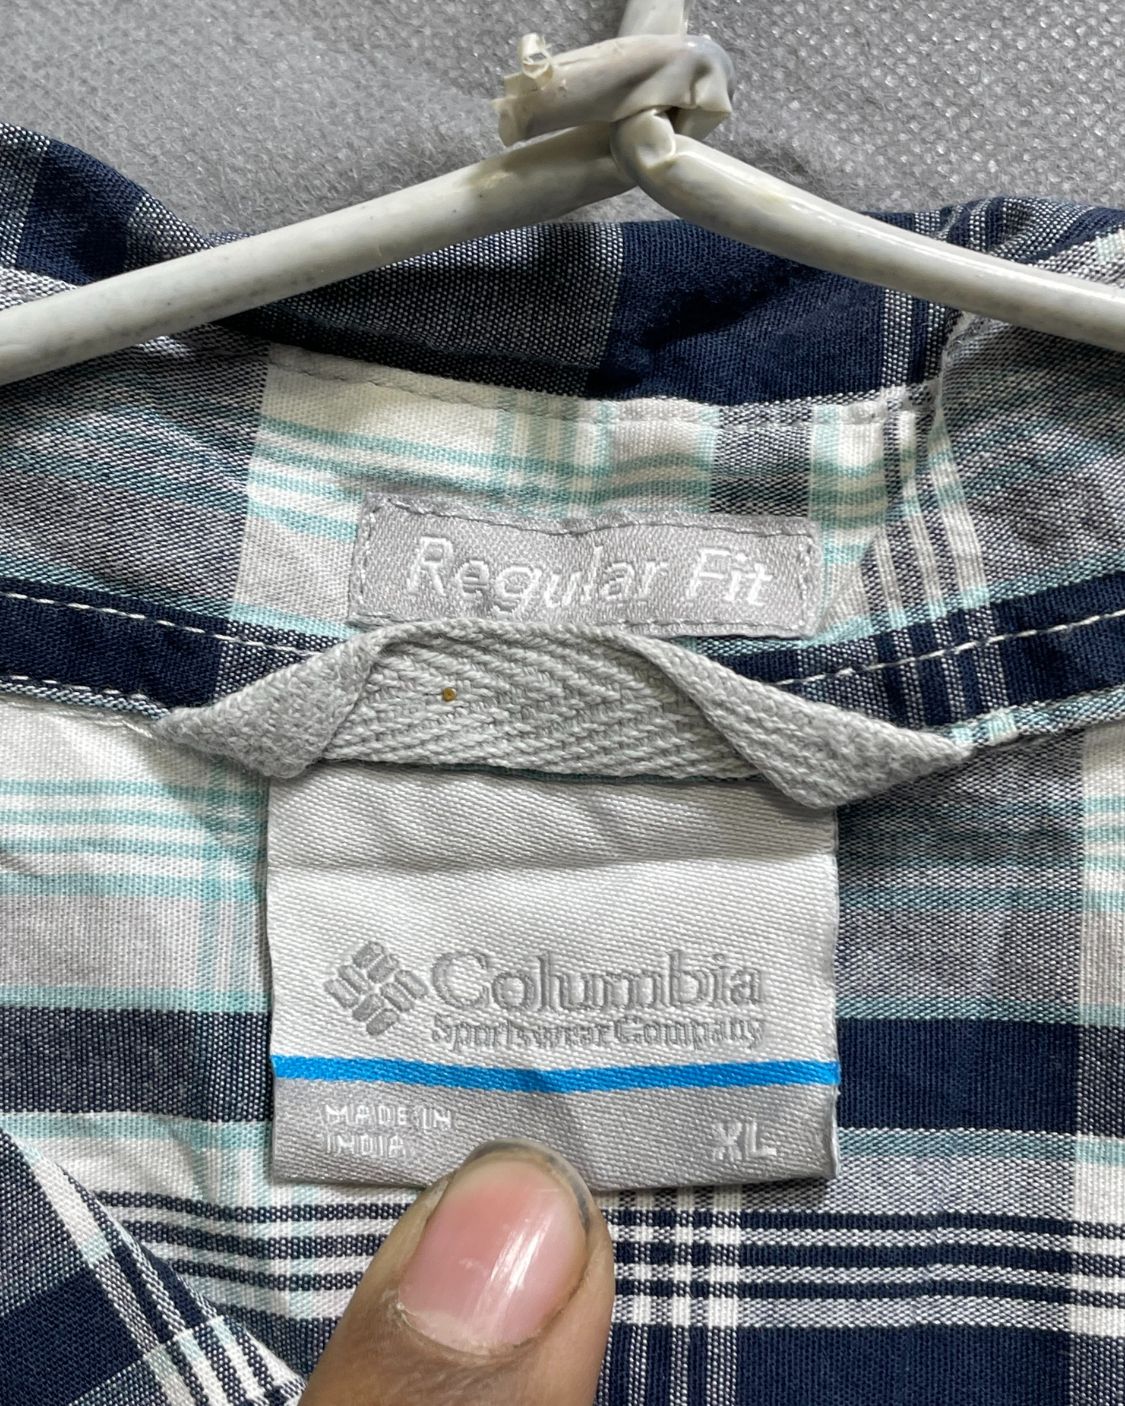 Regular Fit
Columbia
Sportswear Company
MADE IN
INDIA
XL